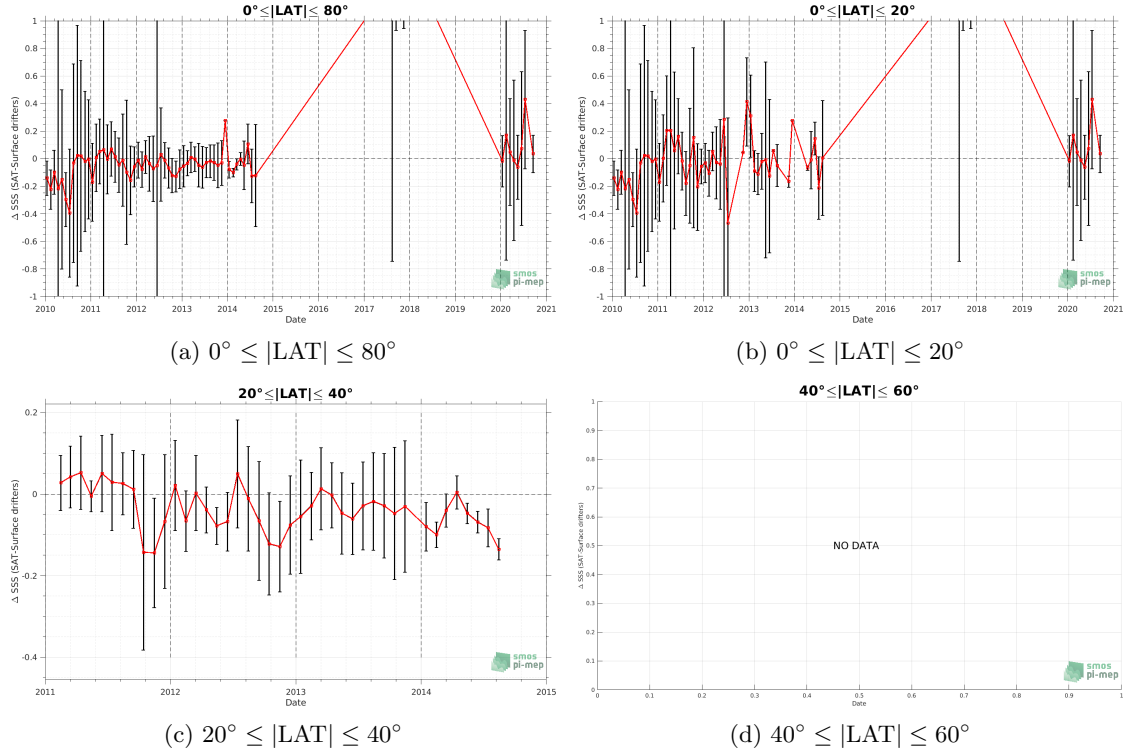 0°≤|LAT|≤ 80°
1
0.8
0.6
0.4
0.2
0
-0.2
-0.4
-0.6
-0.8
-1
Δ SSS (SAT-Surface drifters)
2010 2011 2012 2013 2014 2015 2016 2017 2018 2019 2020 2021
Date
smos
pi-mep
(a) 0° ≤ |LAT| ≤ 80°
0°≤|LAT|≤ 20°
1
0.8
0.6
0.4
0.2
0
-0.2
-0.4
-0.6
-0.8
-1
Δ SSS (SAT-Surface drifters)
2010 2011 2012 2013 2014 2015 2016 2017 2018 2019 2020 2021
Date
smos
pi-mep
(b) 0° ≤ |LAT| ≤ 20°
20°≤|LAT|≤ 40°
0.2
0
-0.2
-0.4
Δ SSS (SAT-Surface drifters)
2011 2012 2013 2014 2015
Date
smos
pi-mep
(c) 20° ≤ |LAT| ≤ 40°
40°≤|LAT|≤ 60°
1
0.9
0.8
0.7
0.6
0.5
0.4
0.3
0.2
0.1
0
Δ SSS (SAT-Surface drifters)
NO DATA
0 0.1 0.2 0.3 0.4 0.5 0.6 0.7 0.8 0.9 1
Date
smos
pi-mep
(d) 40° ≤ |LAT| ≤ 60°